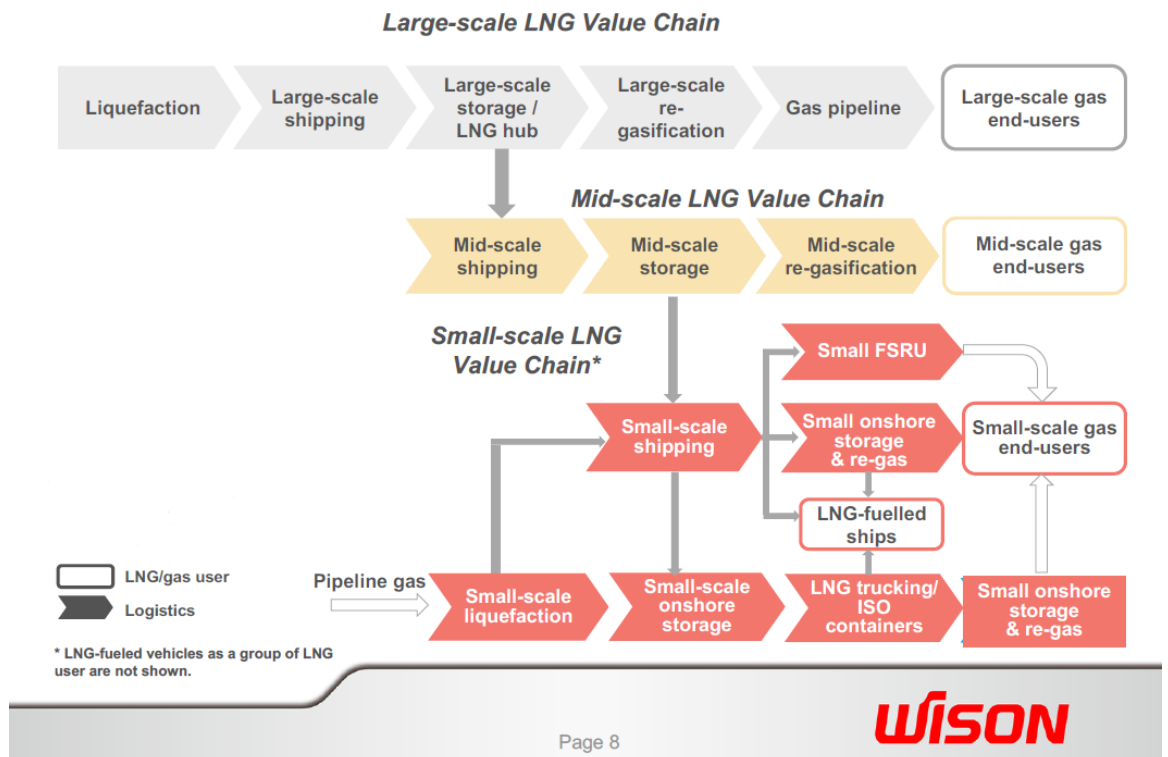 Large-scale LNG Value Chain
Liquefaction
Large-scale
shipping
Large-scale
storage /
LNG hub
Large-scale
re-
gasification
Gas pipeline
Large-scale gas
end-users
Mid-scale LNG Value Chain
Mid-scale
shipping
Mid-scale
storage
Mid-scale
re-gasification
Mid-scale gas
end-users
Small-scale LNG
Value Chain*
Small FSRU
Small-scale
shipping
Small onshore
storage
& re-gas
Small-scale gas
end-users
LNG-fuelled
ships
LNG/gas user
Logistics
Pipeline gas
Small-scale
liquefaction
Small-scale
onshore
storage
LNG trucking/
ISO
containers
Small onshore
storage
& re-gas
* LNG-fueled vehicles as a group of LNG
user are not shown.
Page 8
WISON